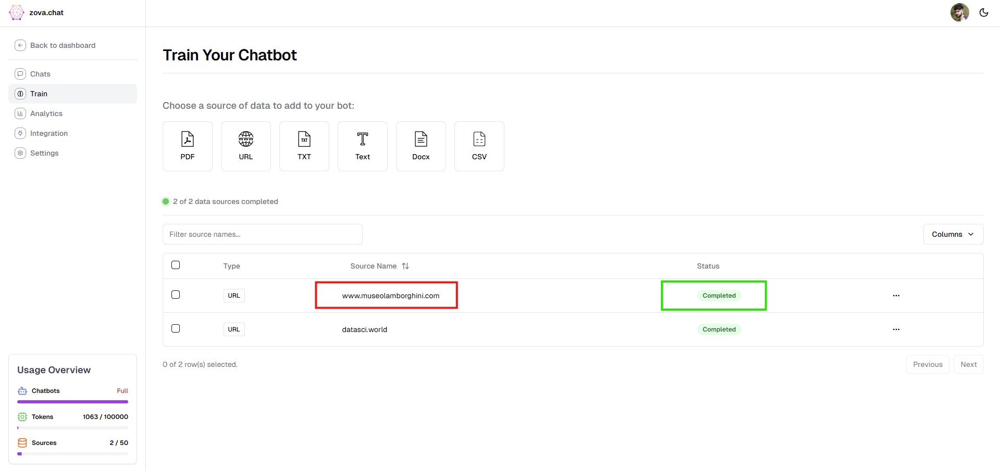 zova.chat
Back to dashboard
Chats
Train
Analytics
Integration
Settings
Usage Overview
Chatbots Full
Tokens 1063 / 100000
Sources 2 / 50
Train Your Chatbot
Choose a source of data to add to your bot:
PDF URL TXT Text Docx CSV
2 of 2 data sources completed
Filter source names...
Columns
Type Source Name Status
URL www.museolamborghini.com Completed ...
URL datasci.world Completed ...
0 of 2 row(s) selected.
Previous Next